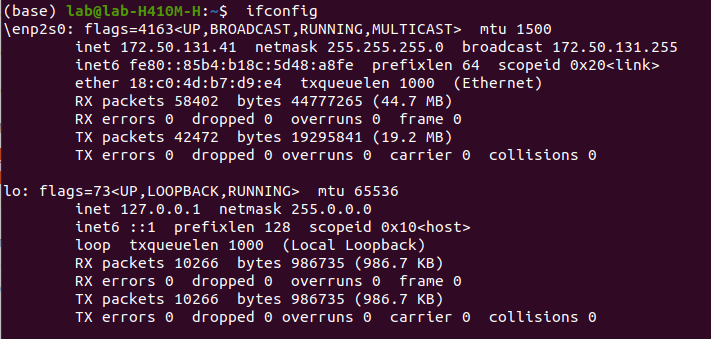 (base) lab@lab-H410M-H:~$  ifconfig
\enp2s0: flags=4163<UP,BROADCAST,RUNNING,MULTICAST>  mtu 1500
        inet 172.50.131.41  netmask 255.255.255.0  broadcast 172.50.131.255
        inet6 fe80::85b4:b18c:5d48:a8fe  prefixlen 64  scopeid 0x20<link>
        ether 18:c0:4d:b7:d9:e4  txqueuelen 1000  (Ethernet)
        RX packets 58402  bytes 44777265 (44.7 MB)
        RX errors 0  dropped 0  overruns 0  frame 0
        TX packets 42472  bytes 19295841 (19.2 MB)
        TX errors 0  dropped 0 overruns 0  carrier 0  collisions 0

lo: flags=73<UP,LOOPBACK,RUNNING>  mtu 65536
        inet 127.0.0.1  netmask 255.0.0.0
        inet6 ::1  prefixlen 128  scopeid 0x10<host>
        loop  txqueuelen 1000  (Local Loopback)
        RX packets 10266  bytes 986735 (986.7 KB)
        RX errors 0  dropped 0  overruns 0  frame 0
        TX packets 10266  bytes 986735 (986.7 KB)
        TX errors 0  dropped 0 overruns 0  carrier 0  collisions 0